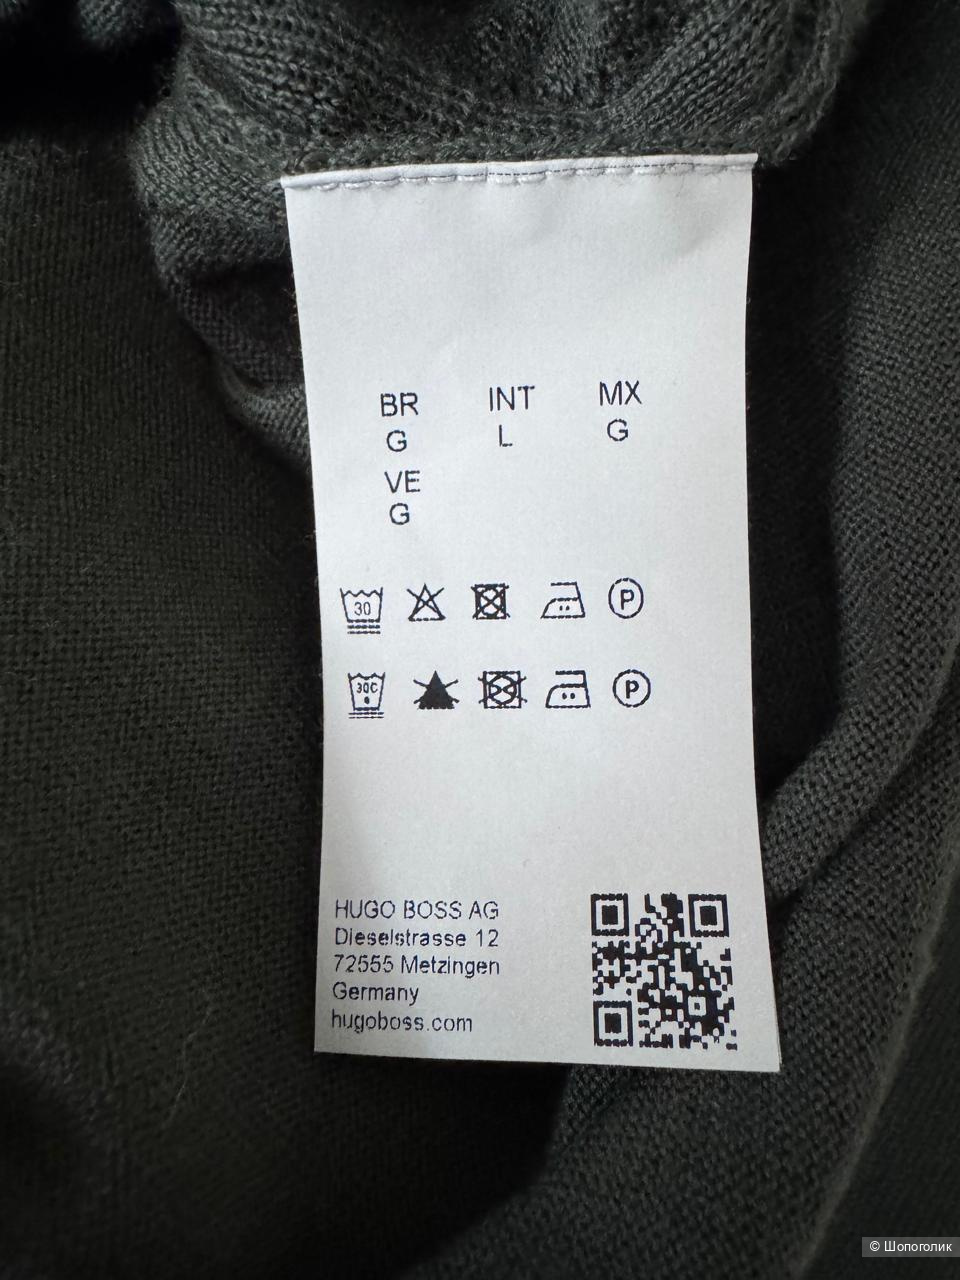 BR INT MX
G L G
VE
G
30 P
30C P
HUGO BOSS AG
Dieselstrasse 12
72555 Metzingen
Germany
hugoboss.com
© Шопоголик